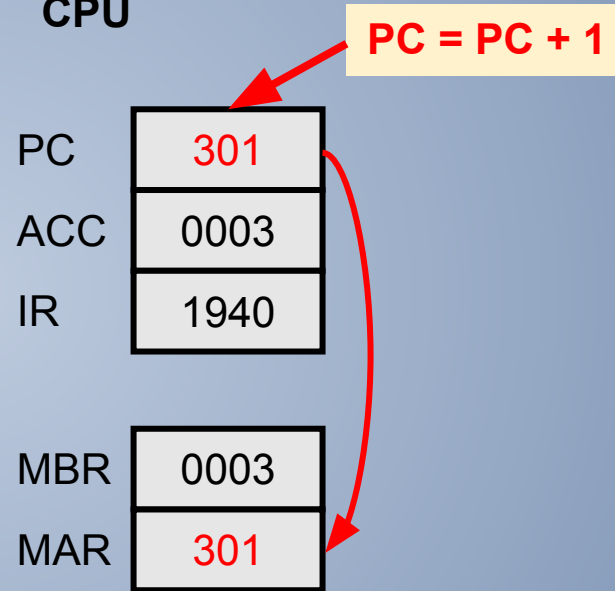 CPU
PC = PC + 1
PC 301
ACC 0003
IR 1940
MBR 0003
MAR 301